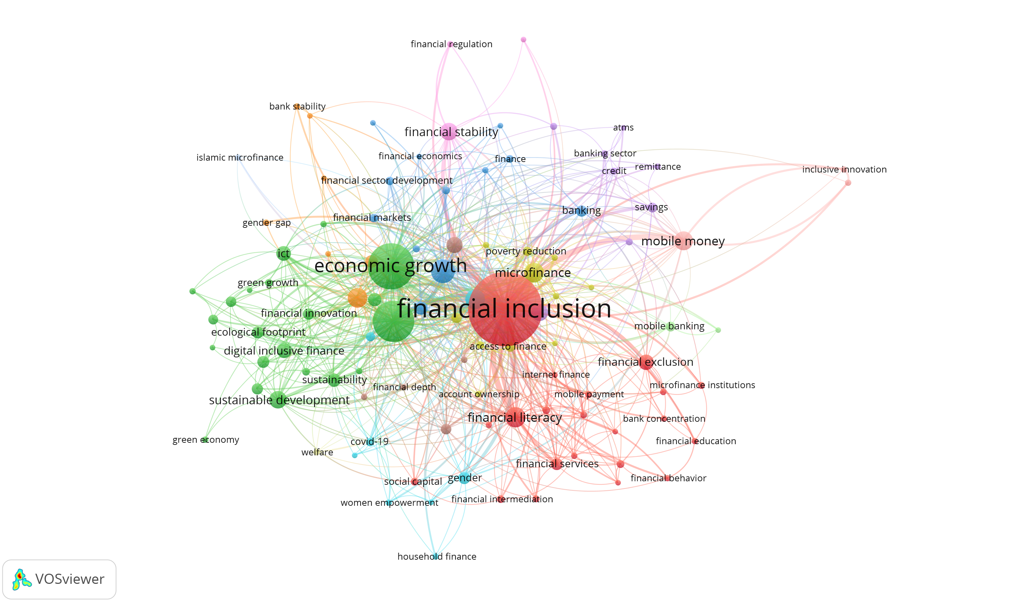 financial regulation
bank stability
atms
financial stability
banking sector
islamic microfinance
financial economics
finance
remittance
inclusive innovation
credit
financial sector development
savings
banking
financial markets
gender gap
mobile money
ict
poverty reduction
economic growth
microfinance
green growth
financial inclusion
financial innovation
mobile banking
ecological footprint
access to finance
digital inclusive finance
financial exclusion
internet finance
sustainability
microfinance institutions
financial depth
account ownership
mobile payment
sustainable development
financial literacy
bank concentration
green economy
covid-19
financial education
welfare
financial services
social capital
gender
financial behavior
women empowerment
financial intermediation
household finance
VOSviewer